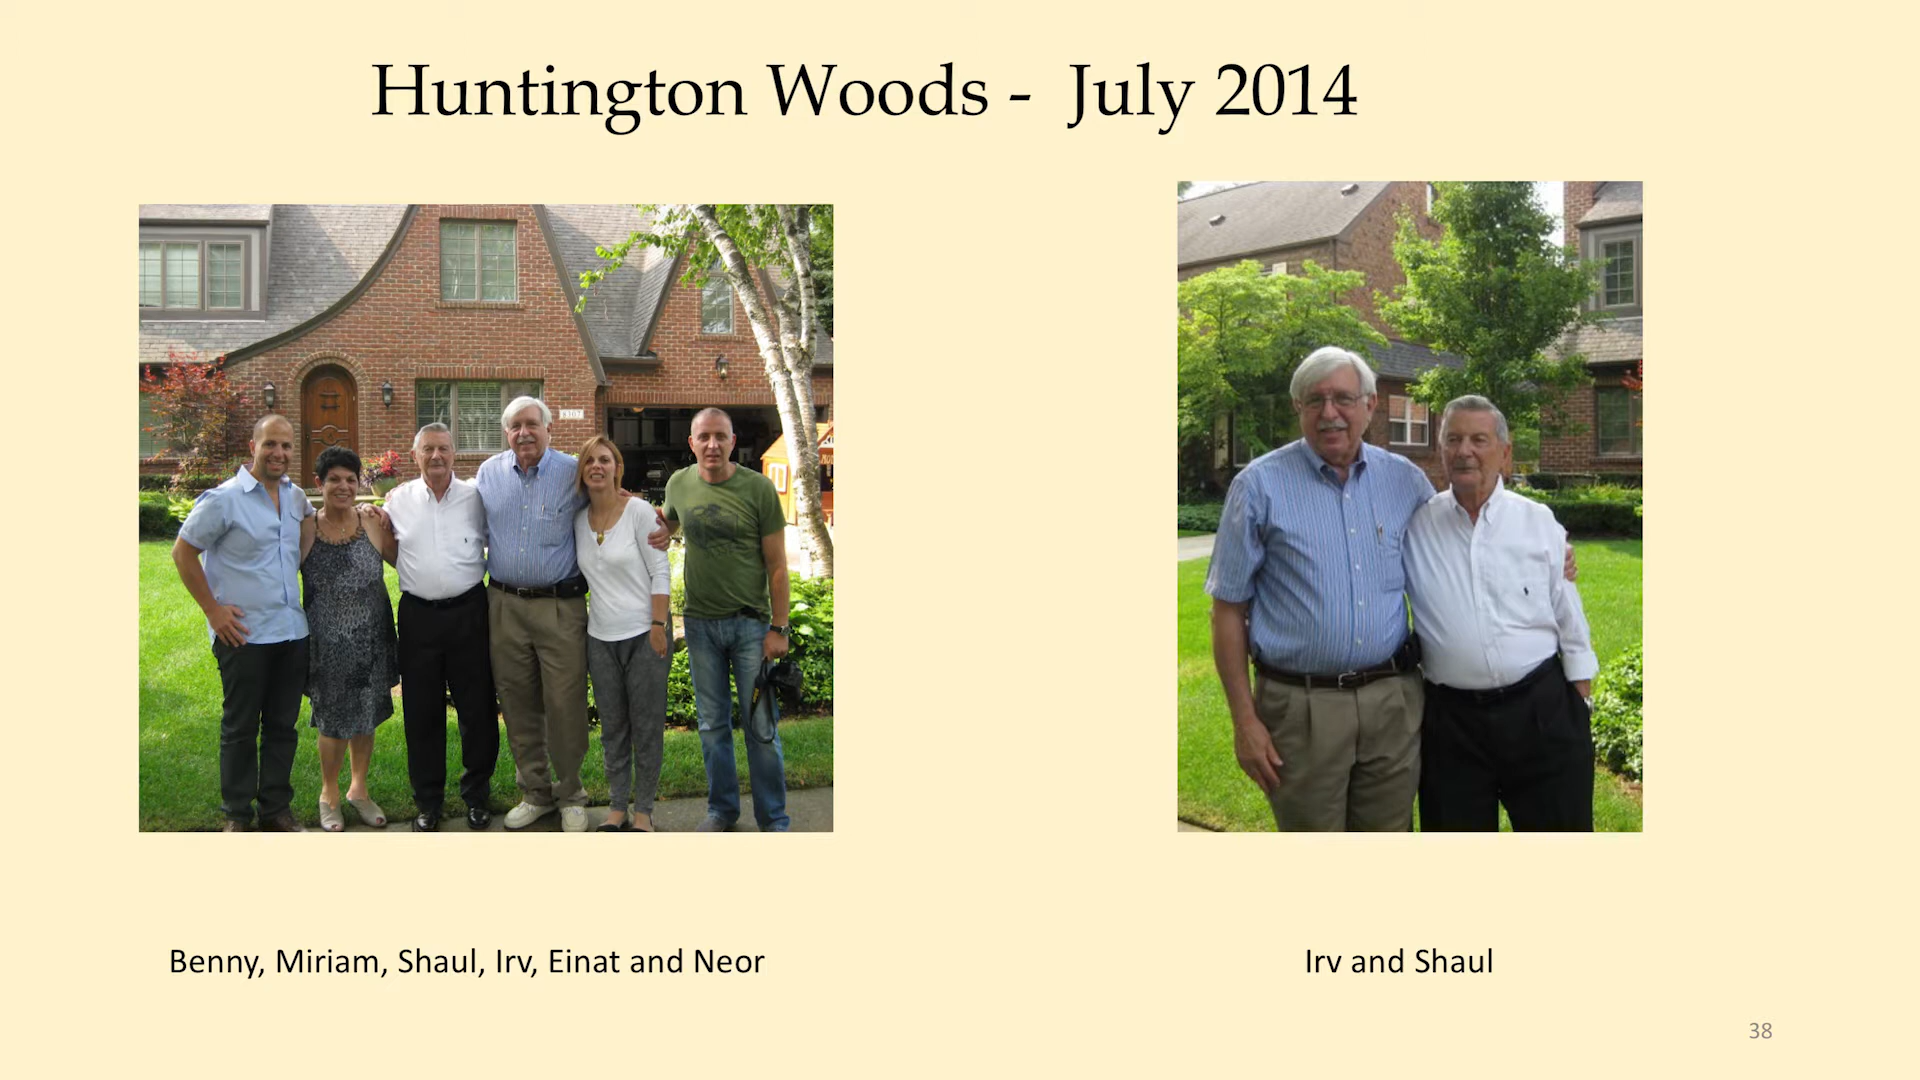 Huntington Woods -  July 2014
Benny, Miriam, Shaul, Irv, Einat and Neor
Irv and Shaul
38